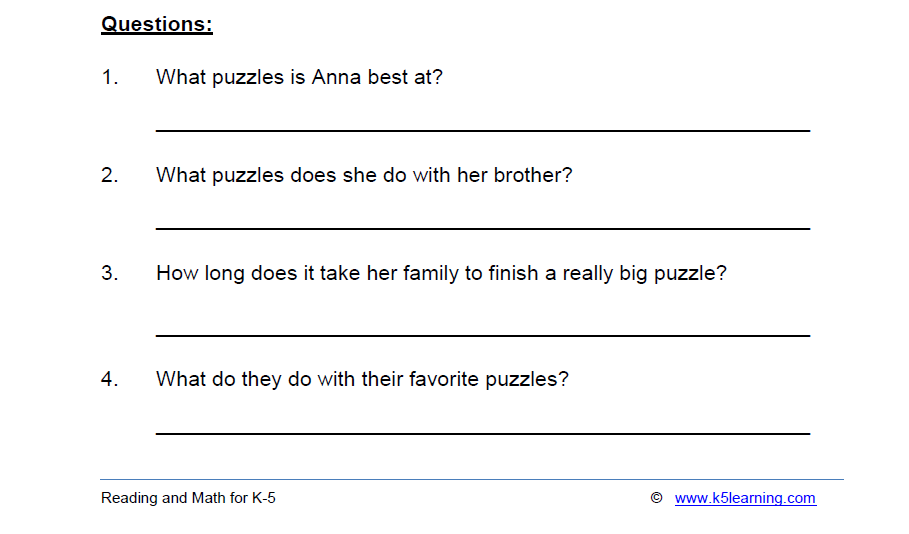 Questions:
1. What puzzles is Anna best at?
2. What puzzles does she do with her brother?
3. How long does it take her family to finish a really big puzzle?
4. What do they do with their favorite puzzles?
Reading and Math for K-5 © www.k5learning.com